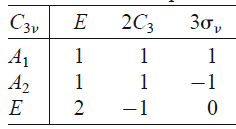 C₃ᵥ E 2C₃ 3σᵥ
A₁ 1 1 1
A₂ 1 1 −1
E 2 −1 0